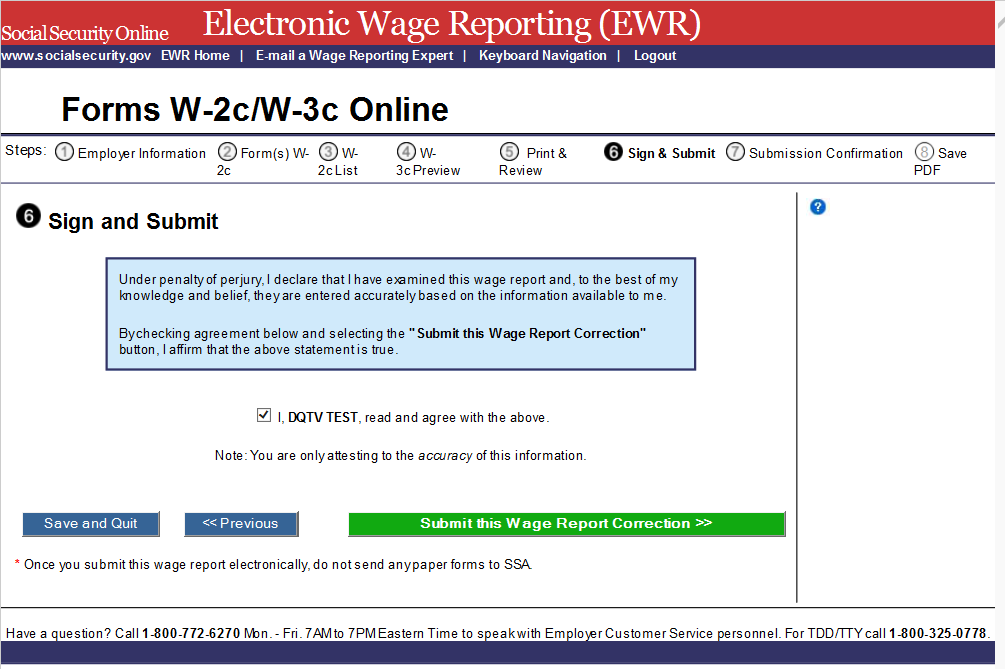 Social Security Online
Electronic Wage Reporting (EWR)
www.socialsecurity.gov EWR Home | E-mail a Wage Reporting Expert | Keyboard Navigation | Logout
Forms W-2c/W-3c Online
Steps: 1 Employer Information 2 Form(s) W- 3 W- 4 W- 5 Print & 6 Sign & Submit 7 Submission Confirmation 8 Save
2c 2c List 3c Preview Review PDF
6 Sign and Submit
?
Under penalty of perjury, I declare that I have examined this wage report and, to the best of my
knowledge and belief, they are entered accurately based on the information available to me.
By checking agreement below and selecting the "Submit this Wage Report Correction"
button, I affirm that the above statement is true.
I, DQTV TEST, read and agree with the above.
Note: You are only attesting to the accuracy of this information.
Save and Quit << Previous Submit this Wage Report Correction >>
* Once you submit this wage report electronically, do not send any paper forms to SSA.
Have a question? Call 1-800-772-6270 Mon. - Fri. 7AM to 7PM Eastern Time to speak with Employer Customer Service personnel. For TDD/TTY call 1-800-325-0778.